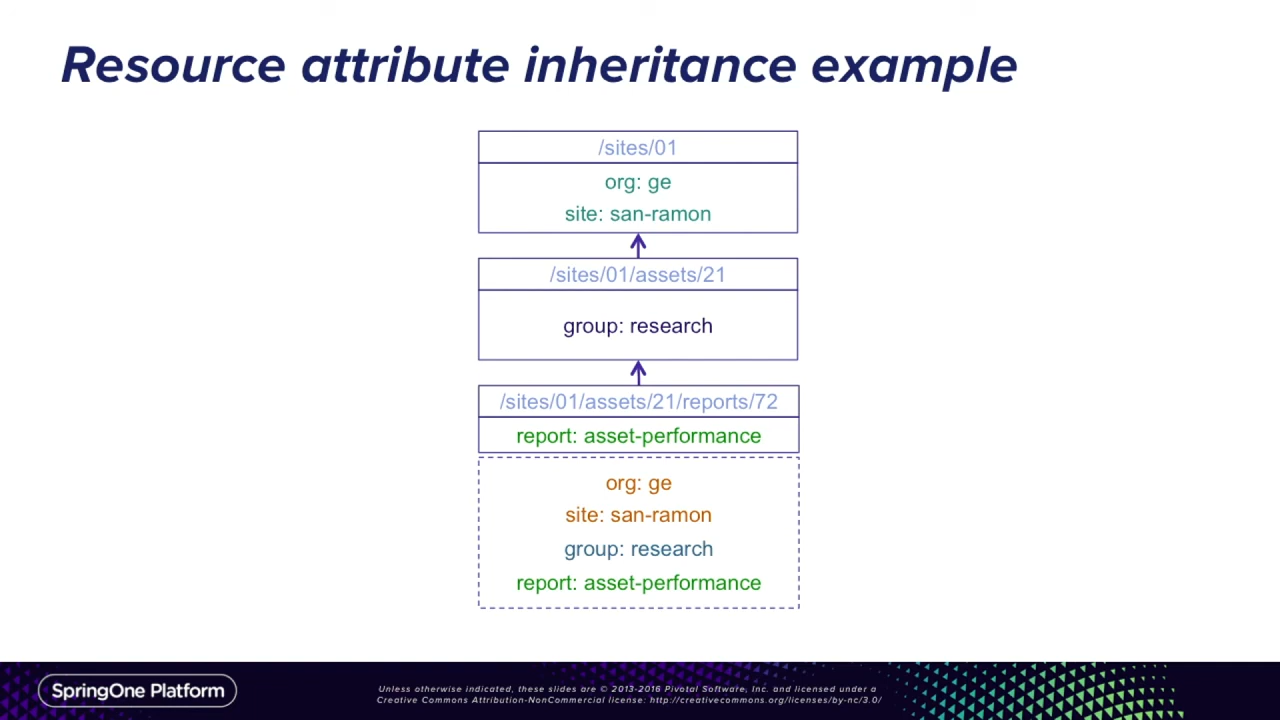 Resource attribute inheritance example
/sites/01
org: ge
site: san-ramon
/sites/01/assets/21
group: research
/sites/01/assets/21/reports/72
report: asset-performance
org: ge
site: san-ramon
group: research
report: asset-performance
SpringOne Platform
Unless otherwise indicated, these slides are © 2013-2016 Pivotal Software, Inc. and licensed under a
Creative Commons Attribution-NonCommercial license: http://creativecommons.org/licenses/by-nc/3.0/